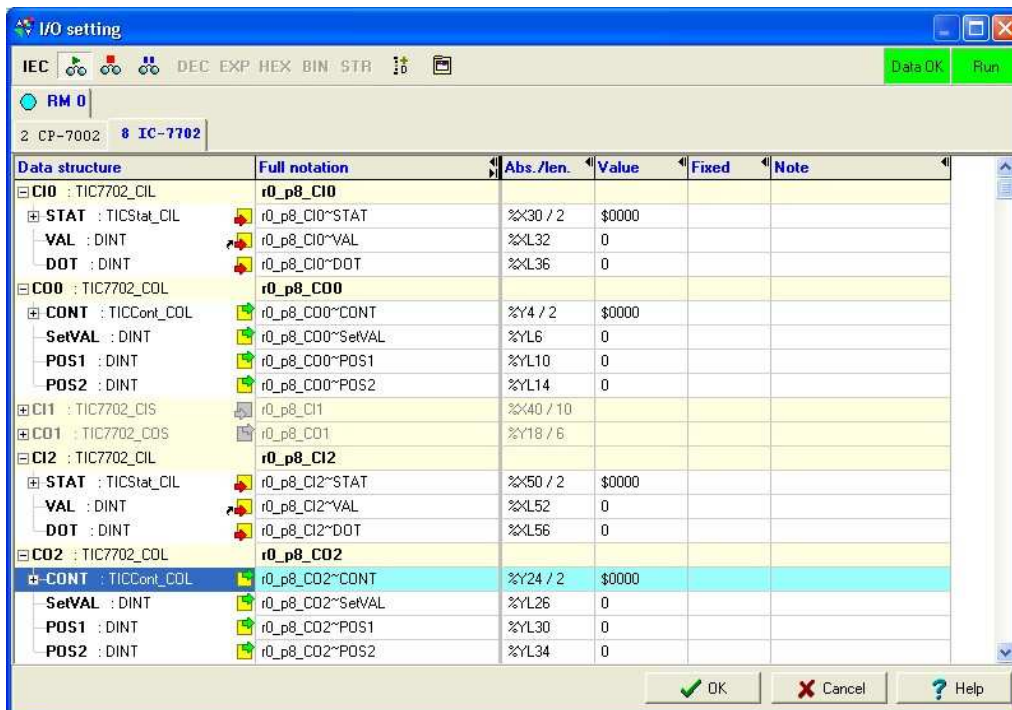 I/O setting
IEC DEC EXP HEX BIN STR Data OK Run
RM 0
2 CP-7002 8 IC-7702
Data structure Full notation Abs./len. Value Fixed Note
CI0 : TIC7702_CIL r0_p8_CI0
STAT : TICStat_CIL r0_p8_CI0~STAT %X30 / 2 $0000
VAL : DINT r0_p8_CI0~VAL %XL32 0
DOT : DINT r0_p8_CI0~DOT %XL36 0
CO0 : TIC7702_COL r0_p8_CO0
CONT : TICCont_COL r0_p8_CO0~CONT %Y4 / 2 $0000
SetVAL : DINT r0_p8_CO0~SetVAL %YL6 0
POS1 : DINT r0_p8_CO0~POS1 %YL10 0
POS2 : DINT r0_p8_CO0~POS2 %YL14 0
CI1 : TIC7702_CIS r0_p8_CI1 %X40 / 10
CO1 : TIC7702_COS r0_p8_CO1 %Y18 / 6
CI2 : TIC7702_CIL r0_p8_CI2
STAT : TICStat_CIL r0_p8_CI2~STAT %X50 / 2 $0000
VAL : DINT r0_p8_CI2~VAL %XL52 0
DOT : DINT r0_p8_CI2~DOT %XL56 0
CO2 : TIC7702_COL r0_p8_CO2
CONT : TICCont_COL r0_p8_CO2~CONT %Y24 / 2 $0000
SetVAL : DINT r0_p8_CO2~SetVAL %YL26 0
POS1 : DINT r0_p8_CO2~POS1 %YL30 0
POS2 : DINT r0_p8_CO2~POS2 %YL34 0
OK Cancel Help